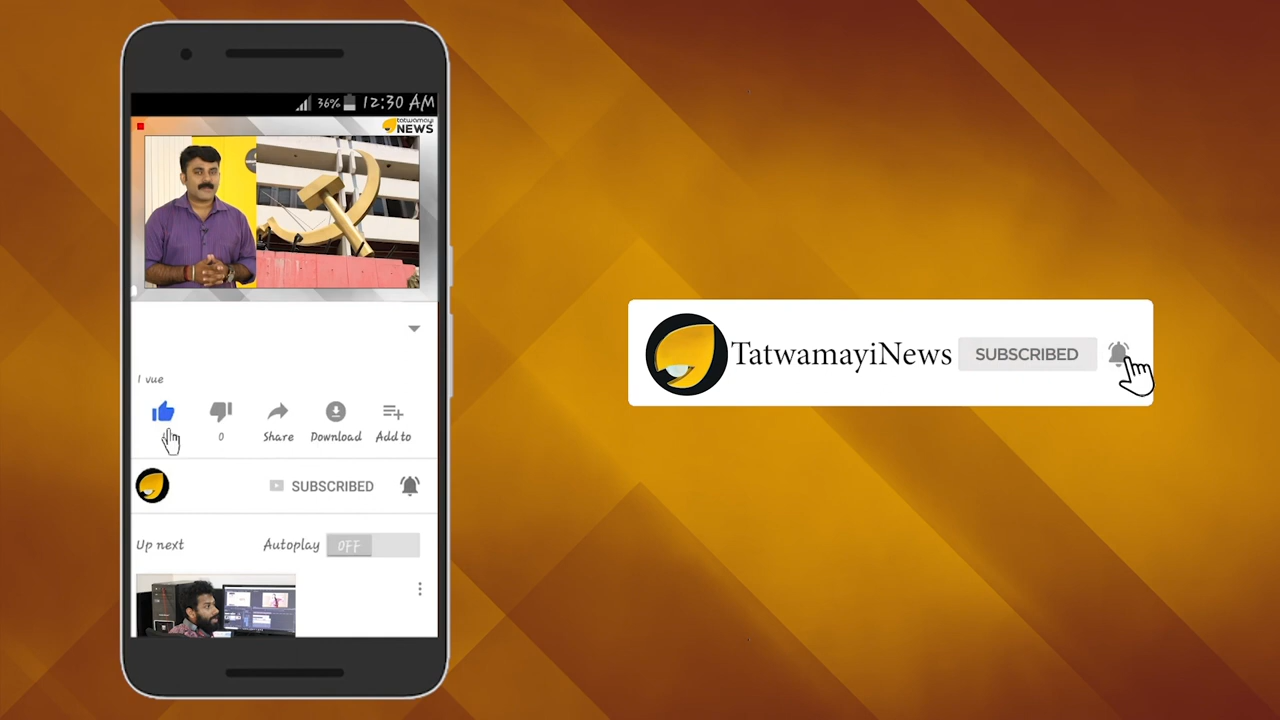 36% 12:30 AM
tatwamayi
NEWS
1 vue
0 Share Download Add to
SUBSCRIBED
Up next Autoplay OFF
TatwamayiNews SUBSCRIBED